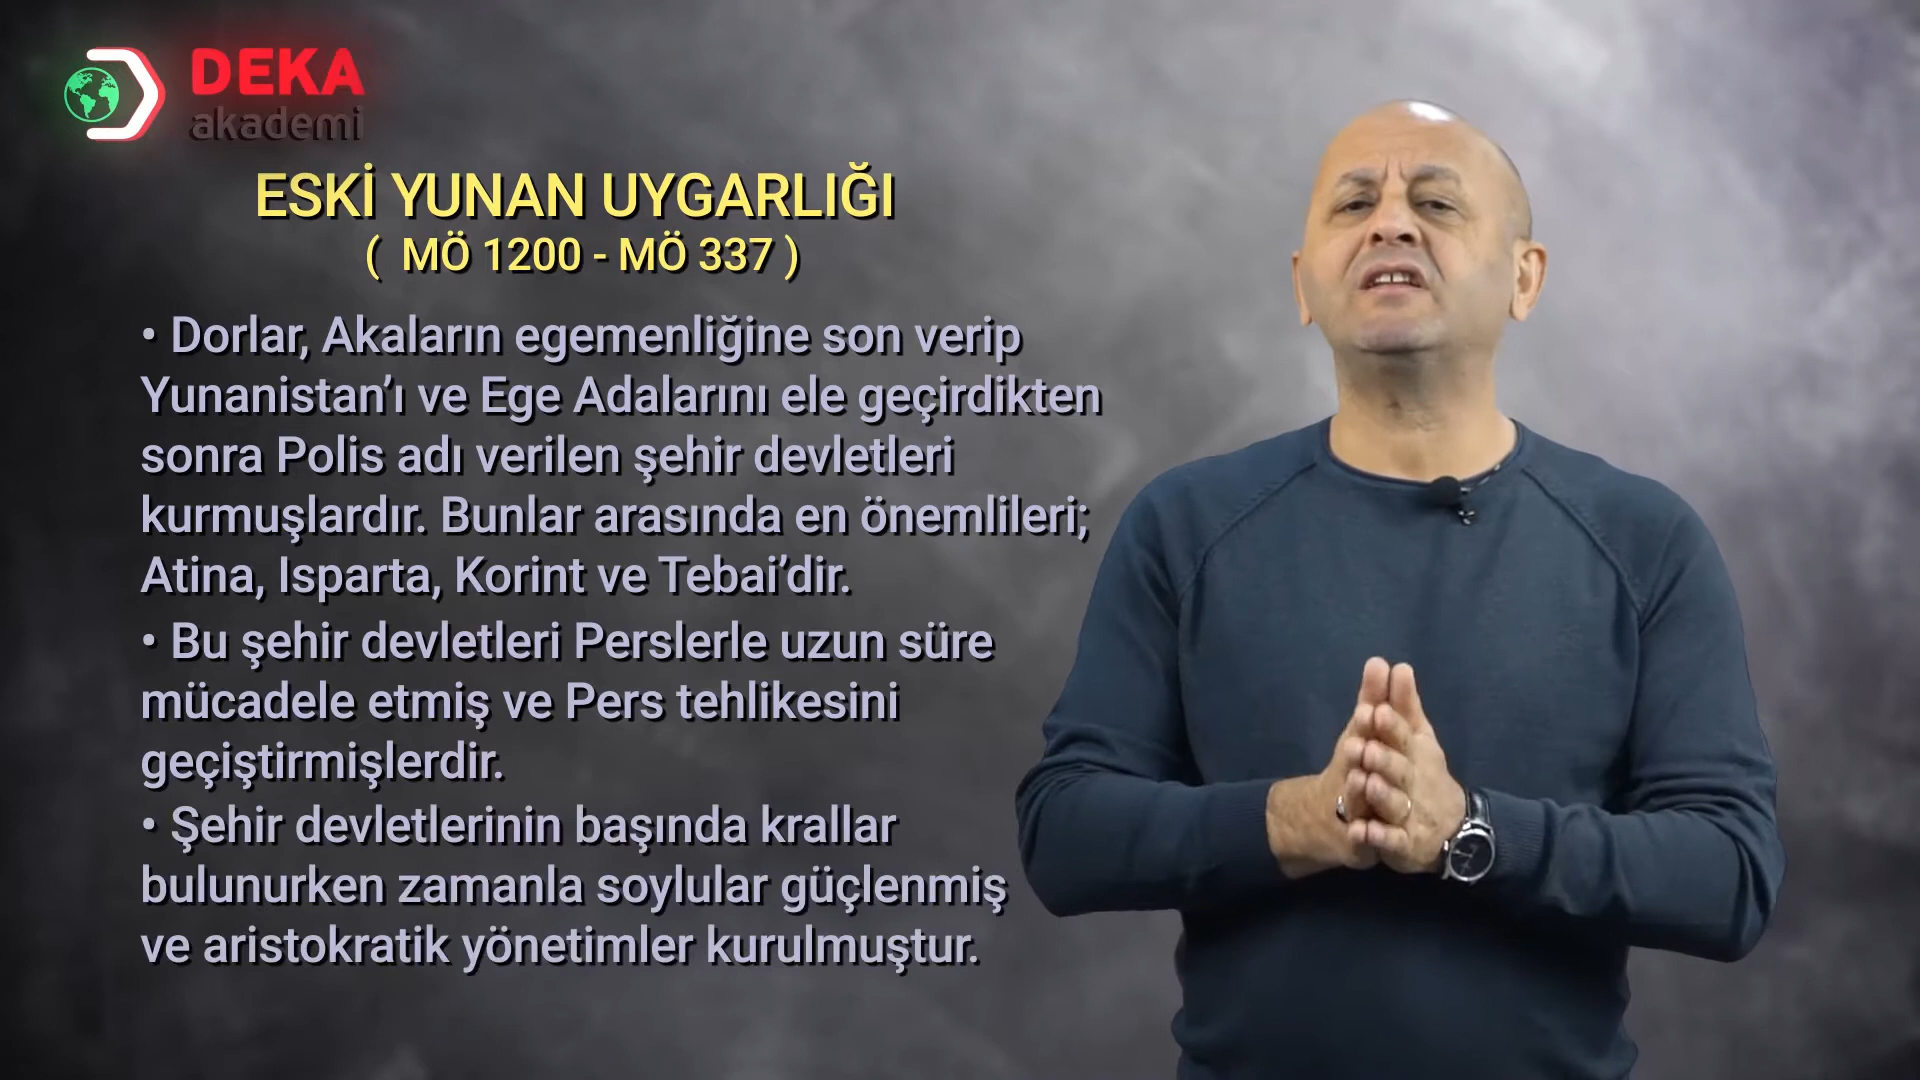 DEKA
akademi
ESKİ YUNAN UYGARLIĞI
( MÖ 1200 - MÖ 337 )
• Dorlar, Akaların egemenliğine son verip
Yunanistan’ı ve Ege Adalarını ele geçirdikten
sonra Polis adı verilen şehir devletleri
kurmuşlardır. Bunlar arasında en önemlileri;
Atina, Isparta, Korint ve Tebai’dir.
• Bu şehir devletleri Perslerle uzun süre
mücadele etmiş ve Pers tehlikesini
geçiştirmişlerdir.
• Şehir devletlerinin başında krallar
bulunurken zamanla soylular güçlenmiş
ve aristokratik yönetimler kurulmuştur.